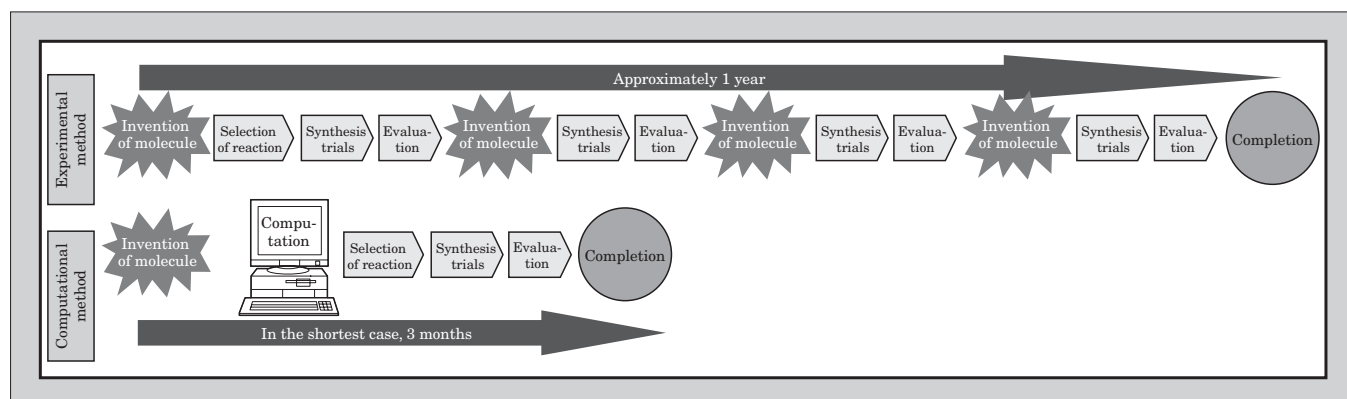 Experimental
method
Approximately 1 year
Invention
of molecule
Selection
of reaction
Synthesis
trials
Evalua-
tion
Invention
of molecule
Synthesis
trials
Evalua-
tion
Invention
of molecule
Synthesis
trials
Evalua-
tion
Invention
of molecule
Synthesis
trials
Evalua-
tion
Completion
Computational
method
Invention
of molecule
Compu-
tation
Selection
of reaction
Synthesis
trials
Evalua-
tion
Completion
In the shortest case, 3 months